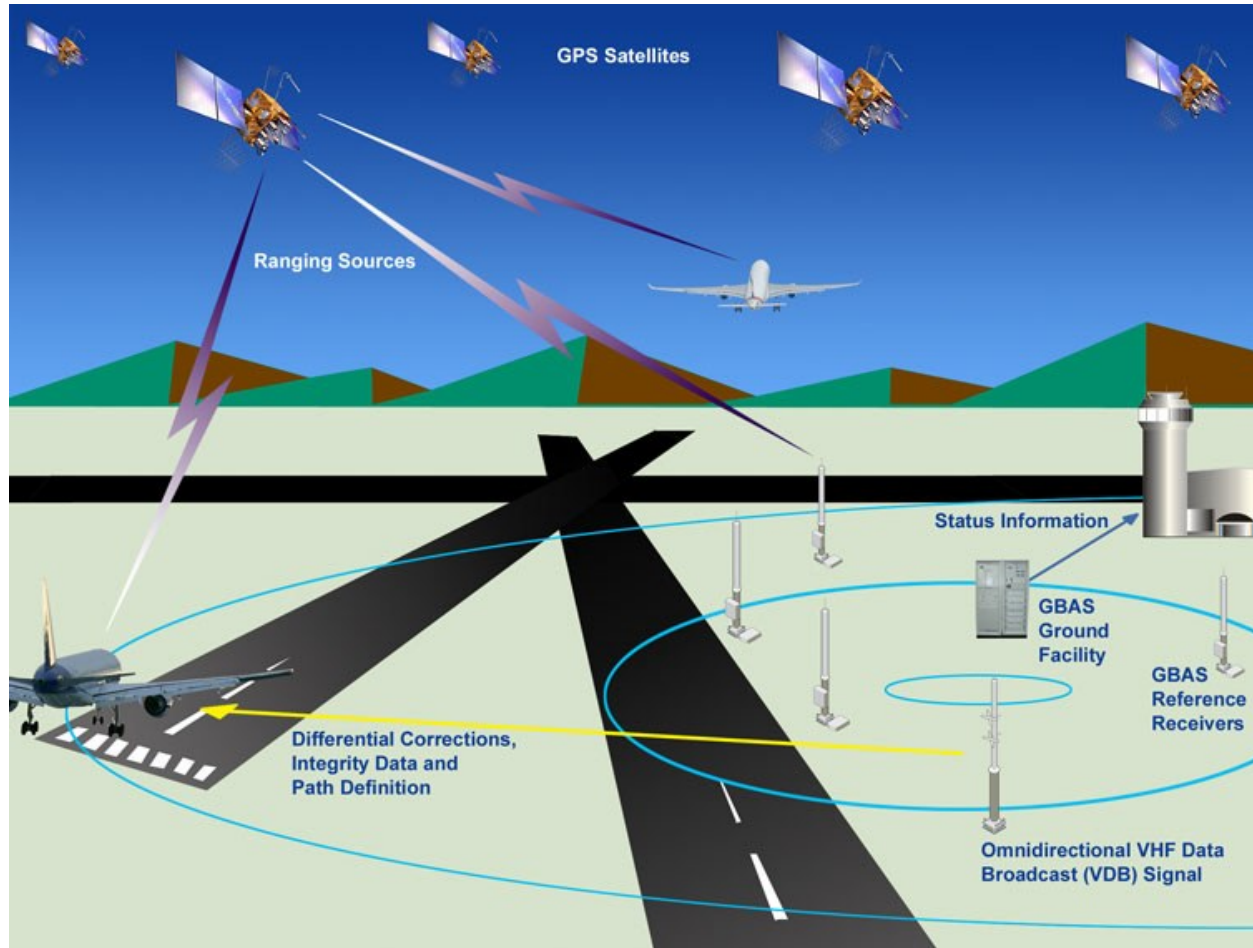 GPS Satellites
Ranging Sources
Status Information
GBAS
Ground
Facility
GBAS
Reference
Receivers
Differential Corrections,
Integrity Data and
Path Definition
Omnidirectional VHF Data
Broadcast (VDB) Signal